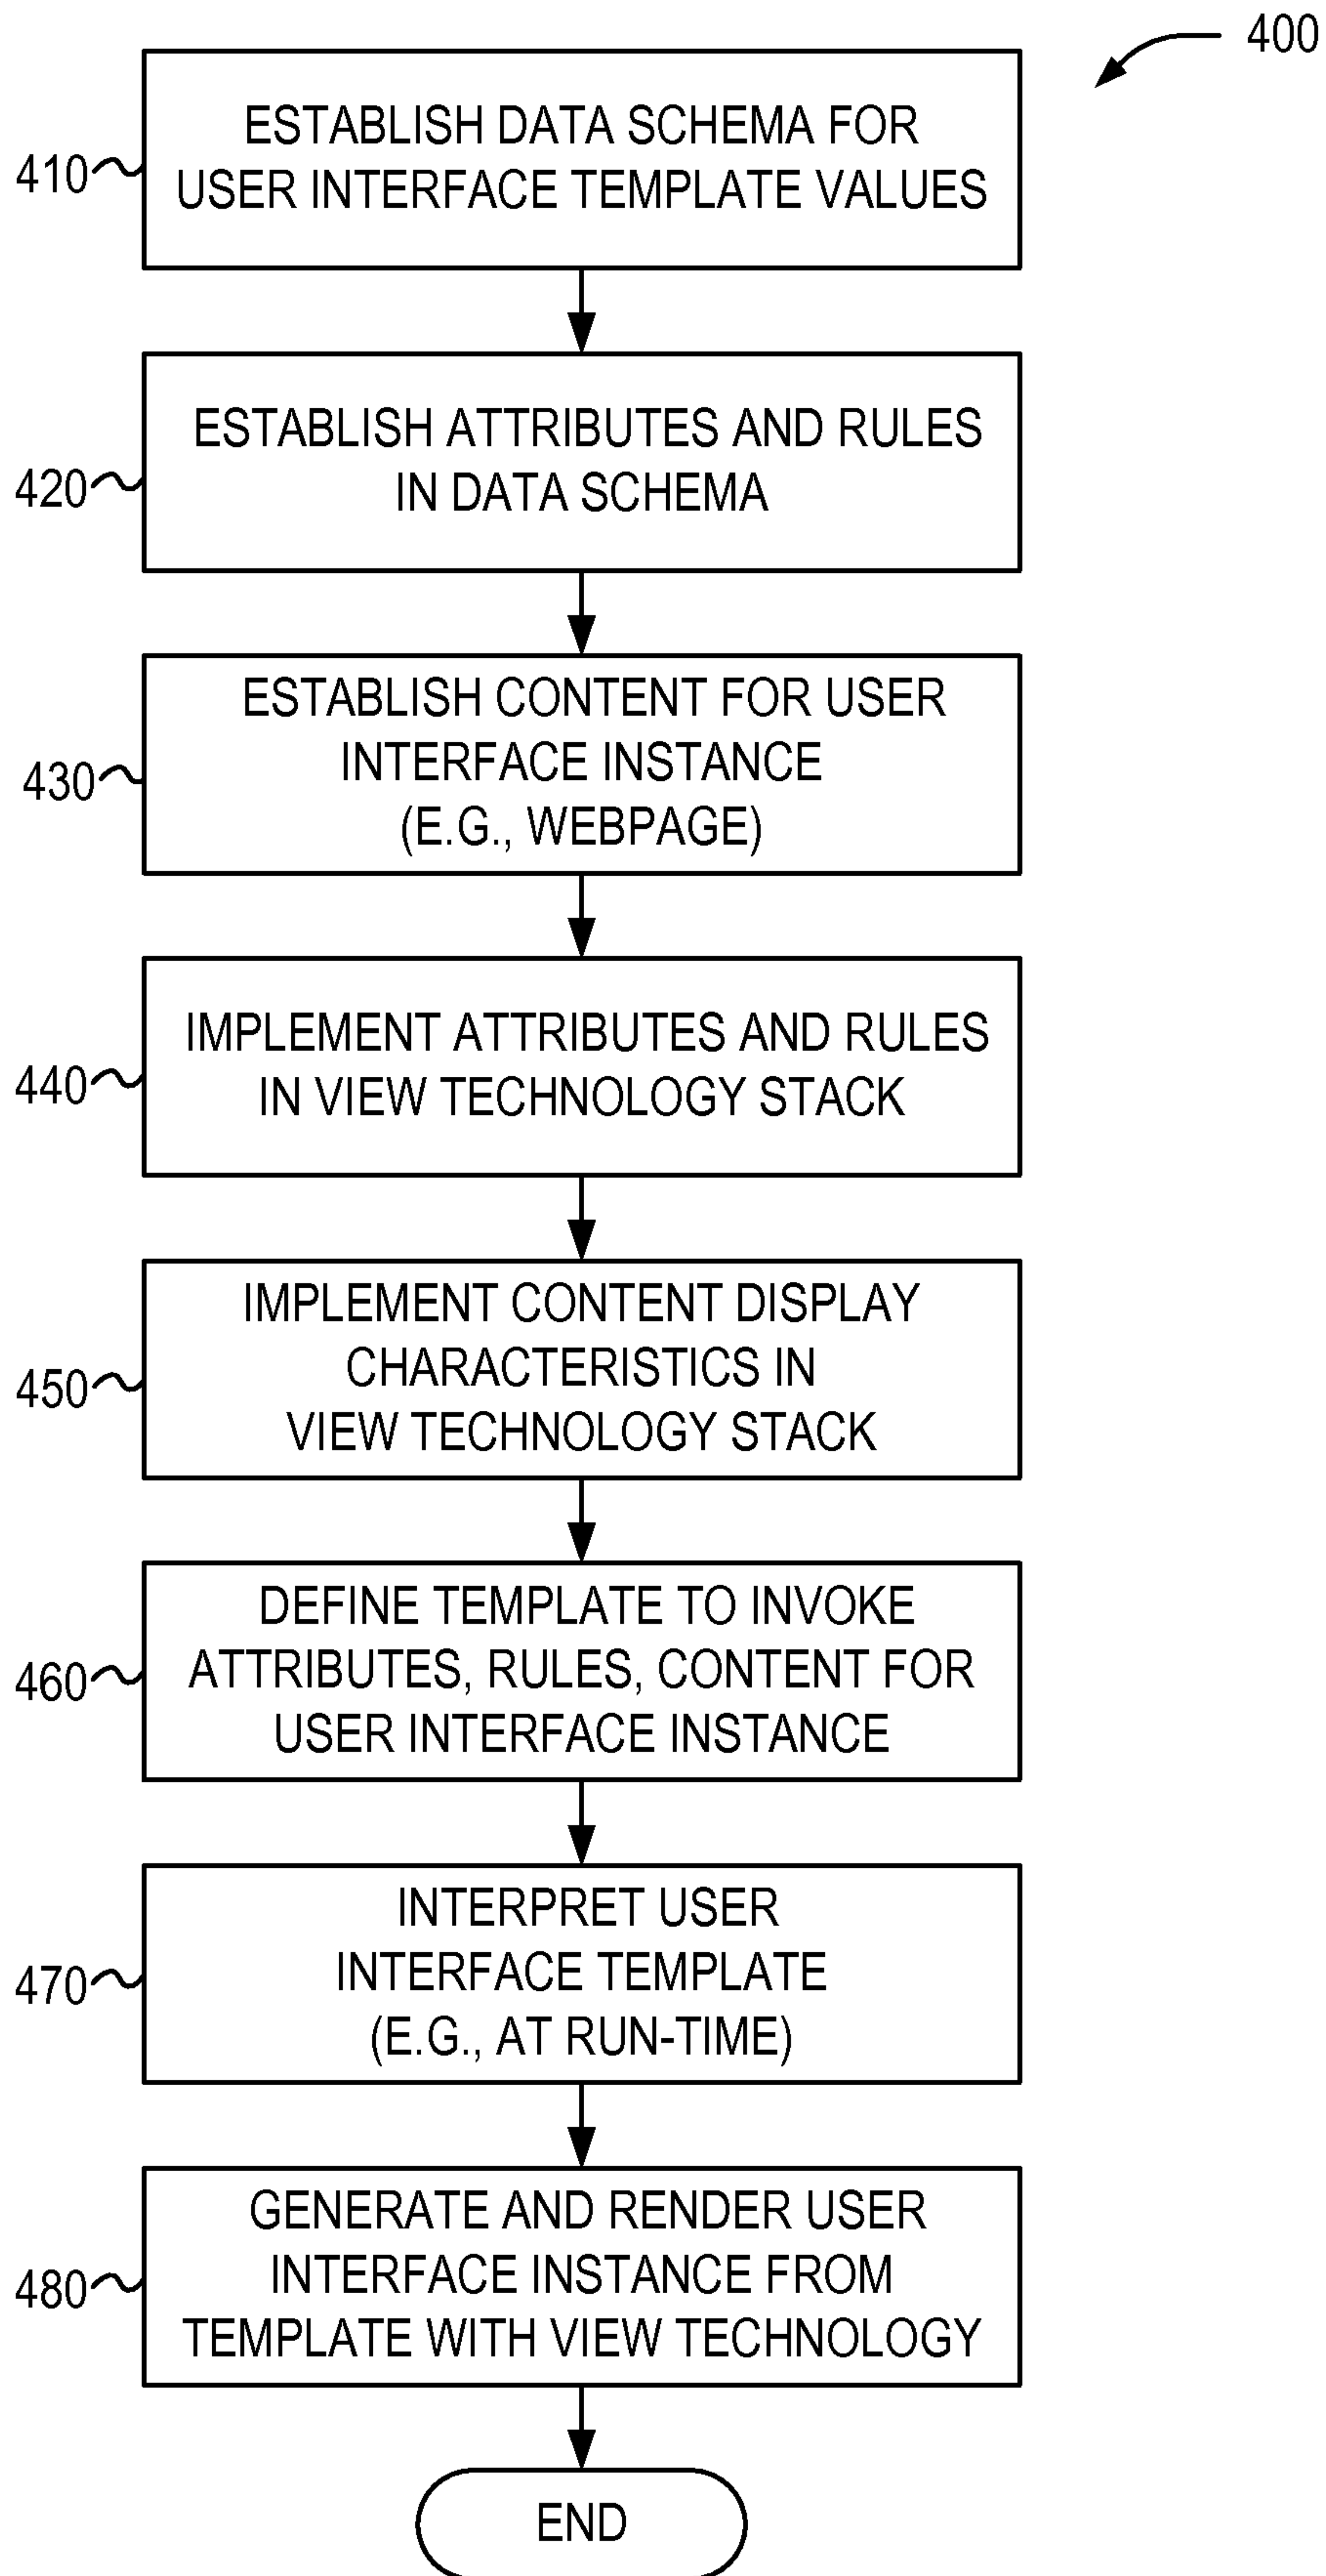 400
410
ESTABLISH DATA SCHEMA FOR
USER INTERFACE TEMPLATE VALUES
420
ESTABLISH ATTRIBUTES AND RULES
IN DATA SCHEMA
430
ESTABLISH CONTENT FOR USER
INTERFACE INSTANCE
(E.G., WEBPAGE)
440
IMPLEMENT ATTRIBUTES AND RULES
IN VIEW TECHNOLOGY STACK
450
IMPLEMENT CONTENT DISPLAY
CHARACTERISTICS IN
VIEW TECHNOLOGY STACK
460
DEFINE TEMPLATE TO INVOKE
ATTRIBUTES, RULES, CONTENT FOR
USER INTERFACE INSTANCE
470
INTERPRET USER
INTERFACE TEMPLATE
(E.G., AT RUN-TIME)
480
GENERATE AND RENDER USER
INTERFACE INSTANCE FROM
TEMPLATE WITH VIEW TECHNOLOGY
END